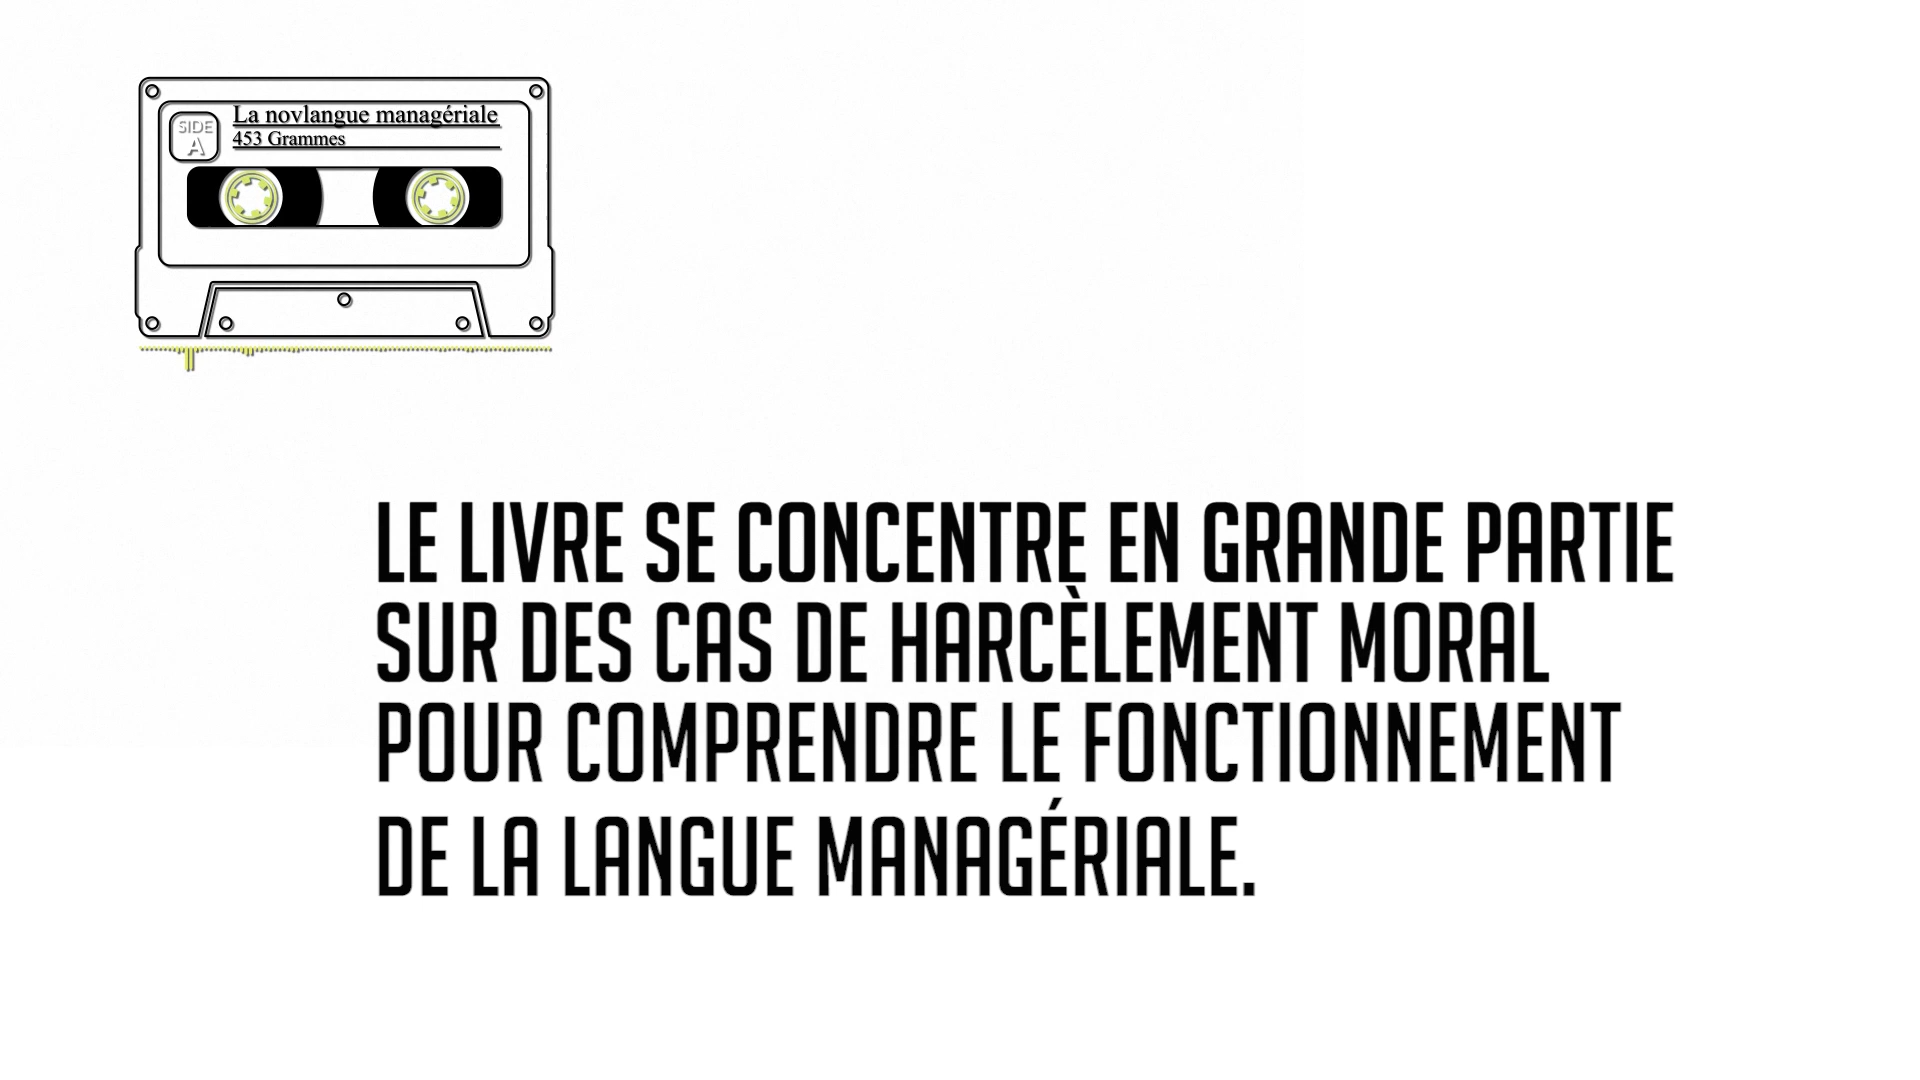 La novlangue managériale
SIDE
A
453 Grammes
LE LIVRE SE CONCENTRE EN GRANDE PARTIE
SUR DES CAS DE HARCÈLEMENT MORAL
POUR COMPRENDRE LE FONCTIONNEMENT
DE LA LANGUE MANAGÉRIALE.